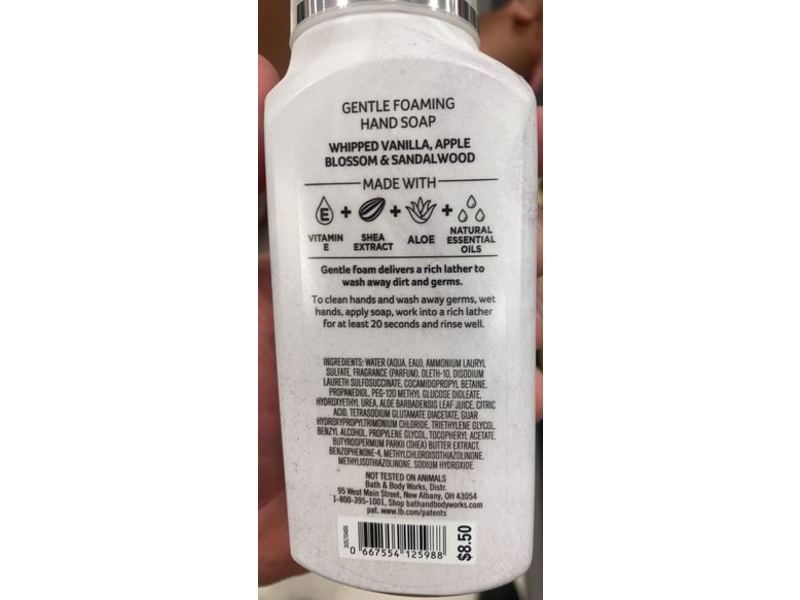 GENTLE FOAMING
HAND SOAP
WHIPPED VANILLA, APPLE
BLOSSOM & SANDALWOOD
MADE WITH
E + + +
VITAMIN E SHEA EXTRACT ALOE NATURAL ESSENTIAL OILS
Gentle foam delivers a rich lather to
wash away dirt and germs.
To clean hands and wash away germs, wet
hands, apply soap, work into a rich lather
for at least 20 seconds and rinse well.
INGREDIENTS: WATER (AQUA, EAU), AMMONIUM LAURYL
SULFATE, FRAGRANCE (PARFUM), OLETH-10, DISODIUM
LAURETH SULFOSUCCINATE, COCAMIDOPROPYL BETAINE,
PROPANEDIOL, PEG-120 METHYL GLUCOSE DIOLEATE,
HYDROXYETHYL UREA, ALOE BARBADENSIS LEAF JUICE, CITRIC
ACID, TETRASODIUM GLUTAMATE DIACETATE, GUAR
HYDROXYPROPYLTRIMONIUM CHLORIDE, TRIETHYLENE GLYCOL,
BENZYL ALCOHOL, PROPYLENE GLYCOL, TOCOPHERYL ACETATE,
BUTYROSPERMUM PARKII (SHEA) BUTTER EXTRACT,
BENZOPHENONE-4, METHYLCHLOROISOTHIAZOLINONE,
METHYLISOTHIAZOLINONE, SODIUM HYDROXIDE
NOT TESTED ON ANIMALS
Bath & Body Works, Distr.
95 West Main Street, New Albany, OH 43054
1-800-395-1001, Shop bathandbodyworks.com
pat. www.lb.com/patents
0 667554 125988
$8.50